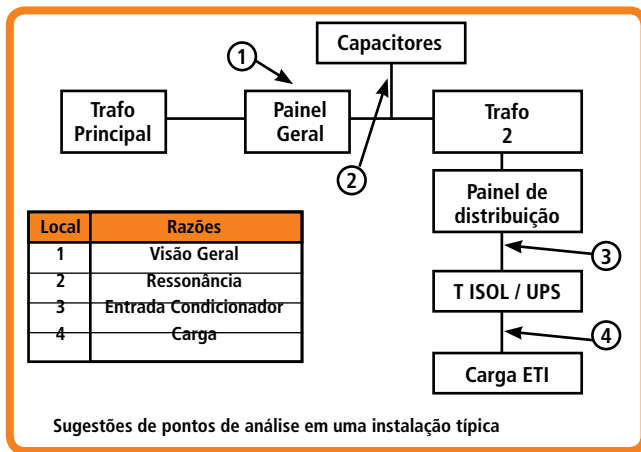 Capacitores
1
Trafo
Principal
Painel
Geral
Trafo
2
2
Painel de
distribuição
Local Razões
1 Visão Geral
2 Ressonância
3 Entrada Condicionador
4 Carga
3
T ISOL / UPS
4
Carga ETI
Sugestões de pontos de análise em uma instalação típica